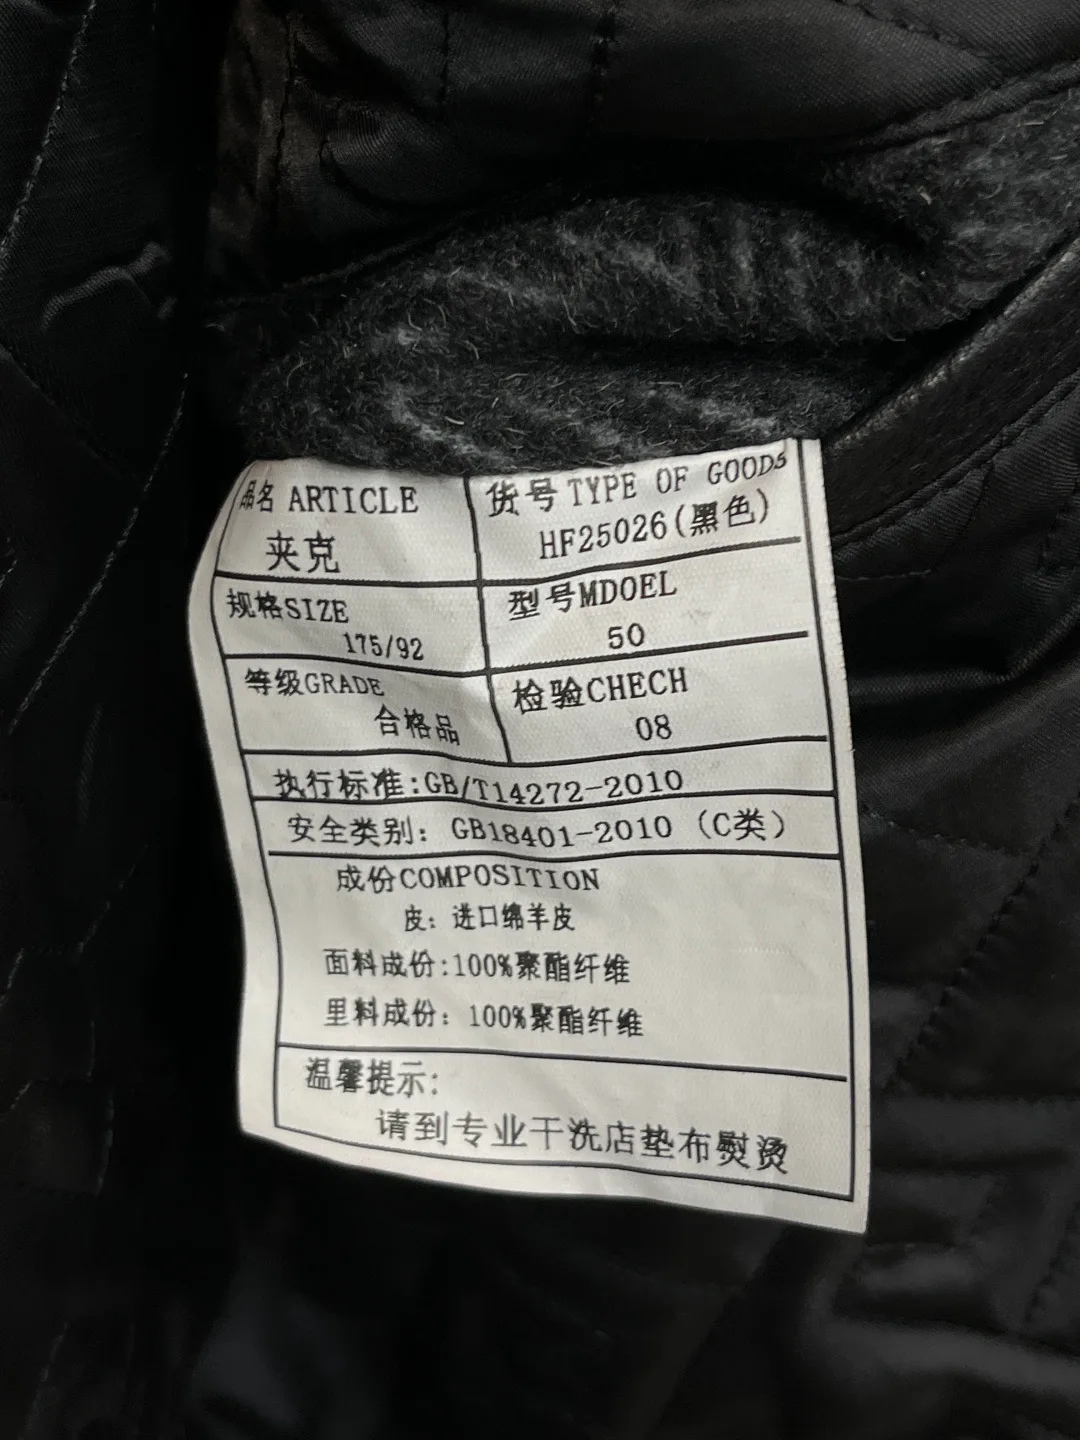 品名 ARTICLE
夹克
货号 TYPE OF GOODS
HF25026(黑色)
规格SIZE
175/92
型号MDOEL
50
等级GRADE
合格品
检验CHECH
08
执行标准:GB/T14272-2010
安全类别: GB18401-2010 (C类)
成份COMPOSITION
皮: 进口绵羊皮
面料成份:100%聚酯纤维
里料成份: 100%聚酯纤维
温馨提示:
请到专业干洗店垫布熨烫